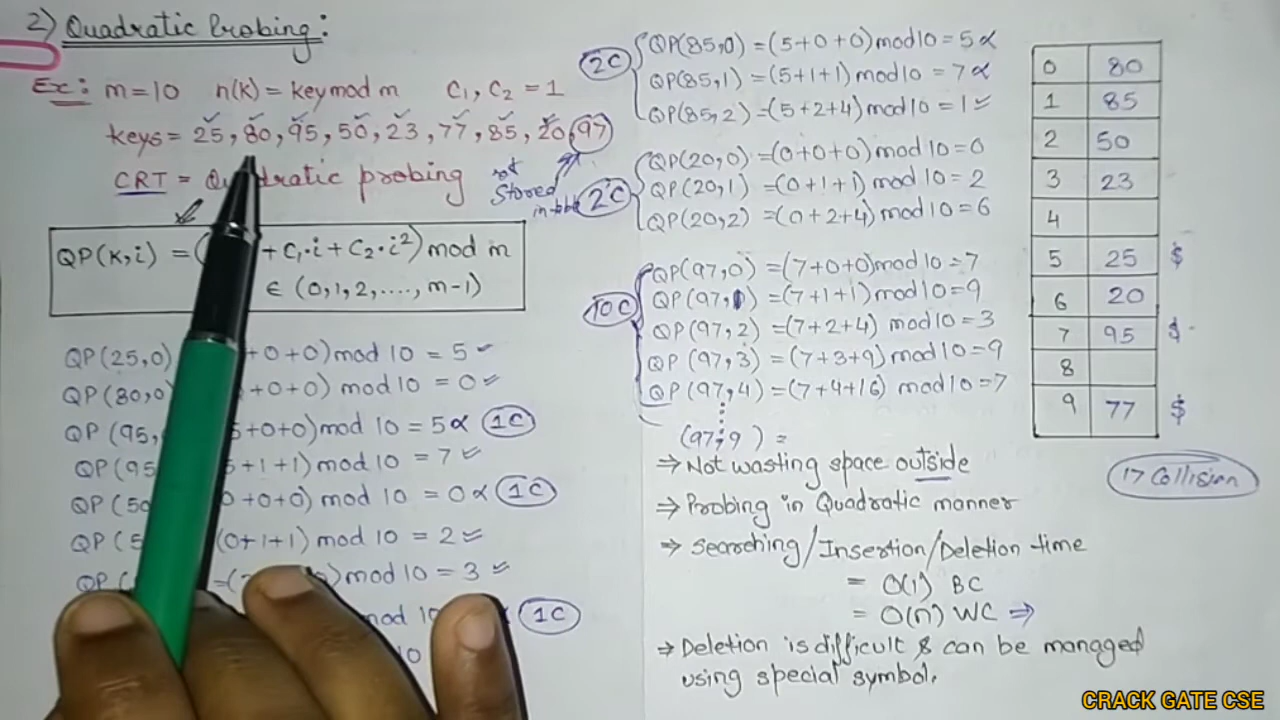 2) Quadratic Probing:
Ex: m=10 h(k) = key mod m C₁, C₂ = 1
keys = 25, 80, 95, 50, 23, 77, 85, 20, 97
not
Stored
in-
CRT = Quadratic probing
QP(K,i) = ( + C₁·i + C₂·i²) mod m
∈ (0,1,2,....,m-1)
QP(25,0) +0+0) mod 10 = 5 ✓
QP(80,0 +0+0) mod 10 = 0 ✓
QP(95, 5+0+0) mod 10 = 5 α 1C
QP(95 5+1+1) mod 10 = 7 ✓
QP(50 0+0+0) mod 10 = 0 α 1C
QP(5 (0+1+1) mod 10 = 2 ✓
QP( =( ) mod 10 = 3 ✓
mod 10 1C
10
2C
QP(85,0) = (5+0+0) mod 10 = 5 α
QP(85,1) = (5+1+1) mod 10 = 7 α
QP(85,2) = (5+2+4) mod 10 = 1 ✓
2C
QP(20,0) = (0+0+0) mod 10 = 0
QP(20,1) = (0+1+1) mod 10 = 2
QP(20,2) = (0+2+4) mod 10 = 6
10C
QP(97,0) = (7+0+0) mod 10 = 7
QP(97,1) = (7+1+1) mod 10 = 9
QP(97,2) = (7+2+4) mod 10 = 3
QP(97,3) = (7+3+9) mod 10 = 9
QP(97,4) = (7+4+16) mod 10 = 7
(97,9) =
⇒ Not wasting space outside
⇒ Probing in Quadratic manner
⇒ Searching/Insertion/Deletion time
= O(1) BC
= O(n) WC ⇒
→ Deletion is difficult & can be managed
using special symbol.
0 80
1 85
2 50
3 23
4
5 25 $
6 20
7 95 $
8
9 77 $
17 Collision
CRACK GATE CSE